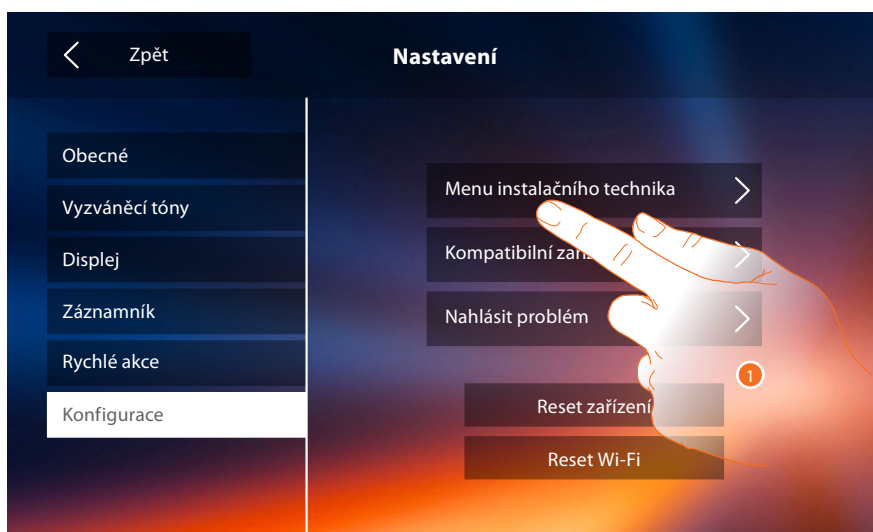 Zpět
Nastavení
Obecné
Vyzváněcí tóny
Displej
Záznamník
Rychlé akce
Konfigurace
Menu instalačního technika
Kompatibilní
Nahlásit problém
1
Reset zařízení
Reset Wi-Fi